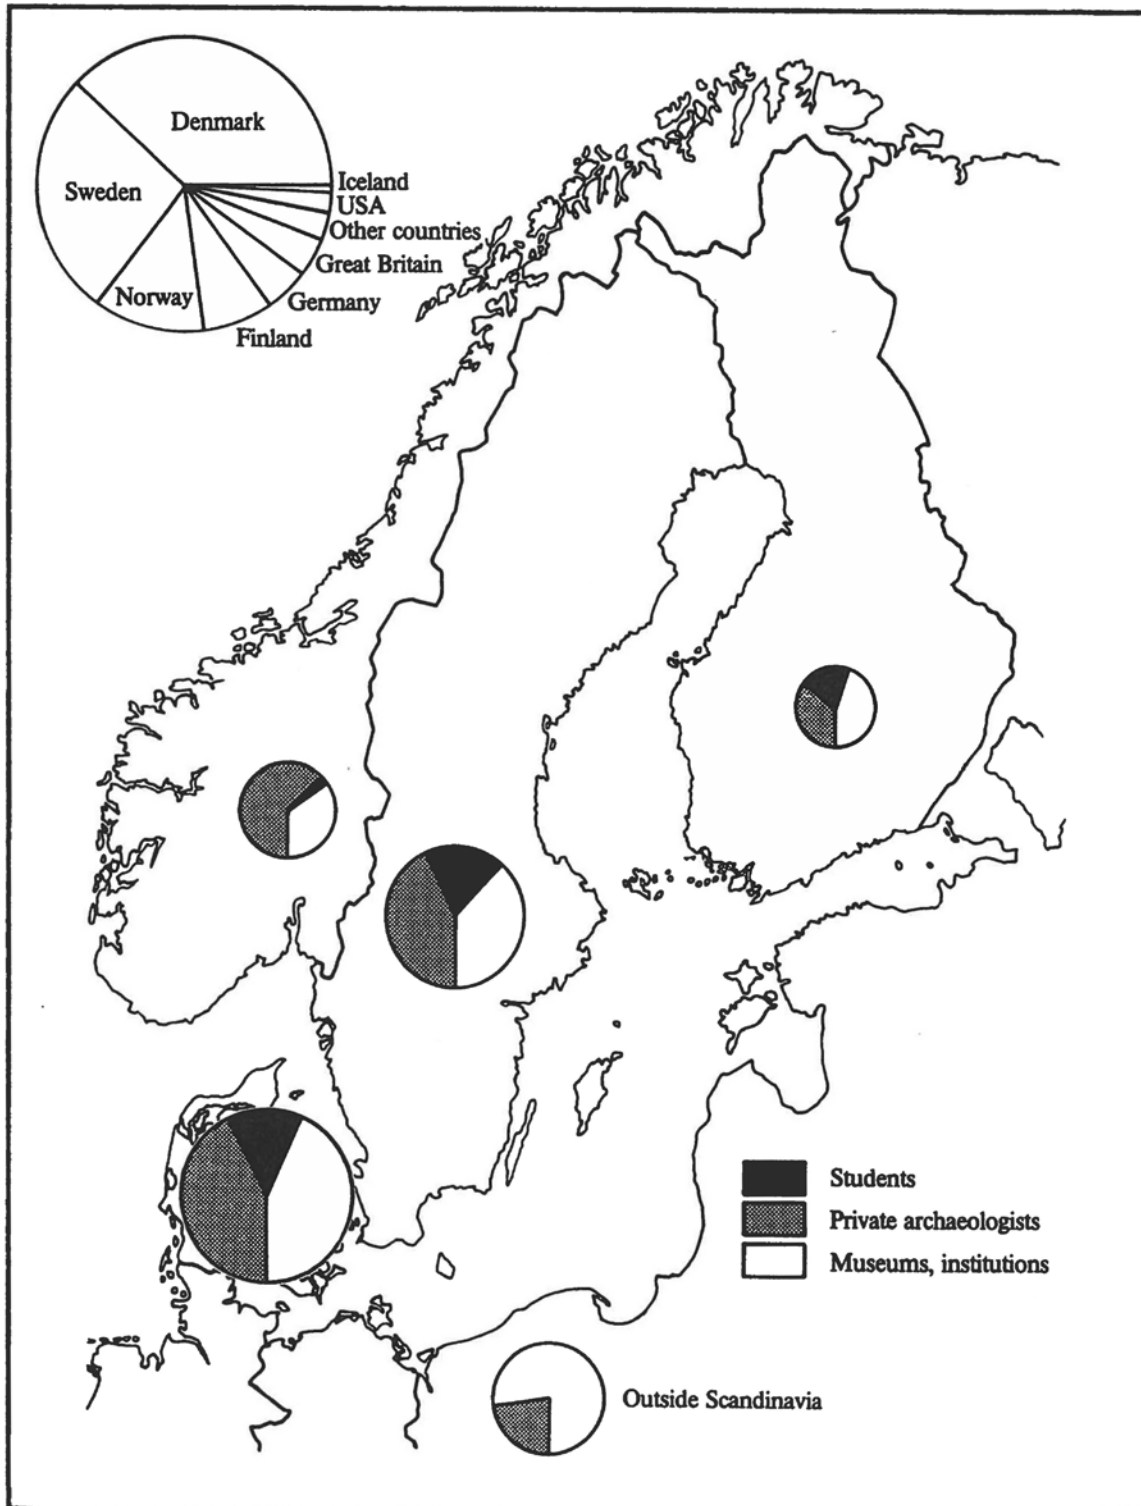 Denmark
Sweden
Iceland
USA
Other countries
Great Britain
Norway
Germany
Finland
Students
Private archaeologists
Museums, institutions
Outside Scandinavia